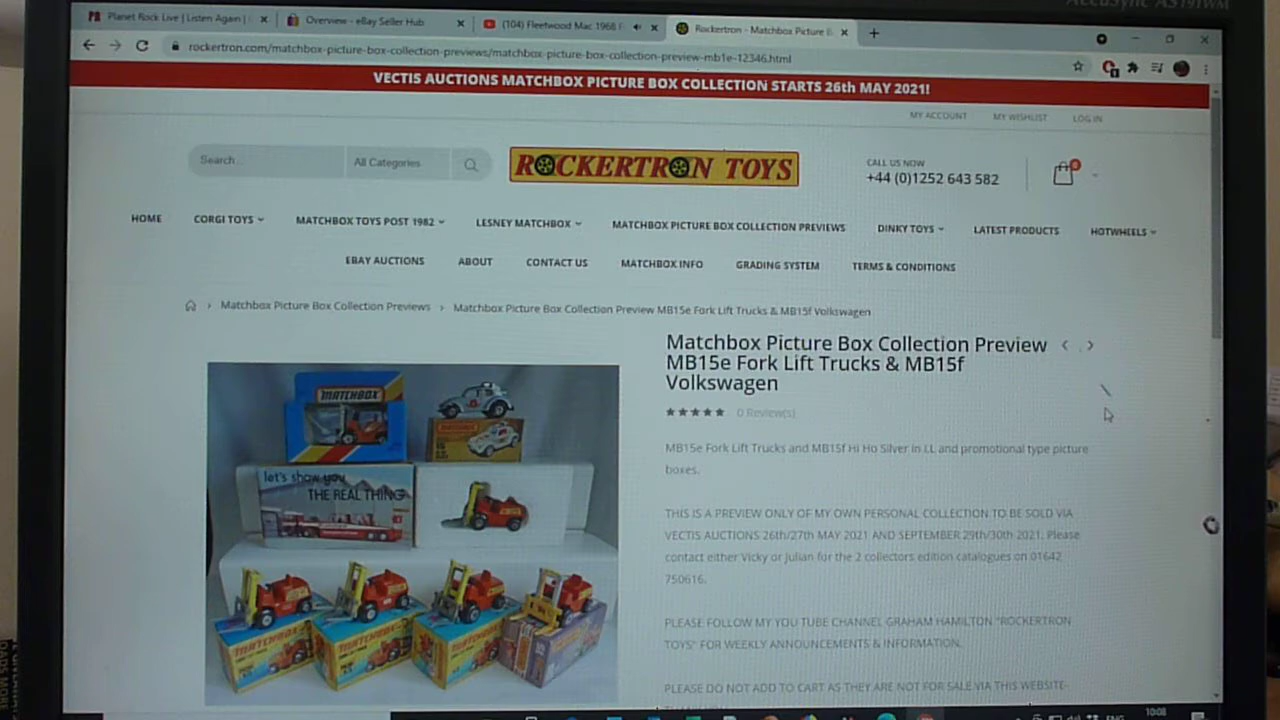 AccuSync AS191WM
Planet Rock Live | Listen Again |
Overview - eBay Seller Hub
(104) Fleetwood Mac 1968
Rockertron - Matchbox Picture B
rockertron.com/matchbox-picture-box-collection-previews/matchbox-picture-box-collection-preview-mb1e-12346.html
VECTIS AUCTIONS MATCHBOX PICTURE BOX COLLECTION STARTS 26th MAY 2021!
MY ACCOUNT MY WISHLIST LOG IN
Search... All Categories
ROCKERTRON TOYS
CALL US NOW
+44 (0)1252 643 582
0
HOME CORGI TOYS MATCHBOX TOYS POST 1982 LESNEY MATCHBOX MATCHBOX PICTURE BOX COLLECTION PREVIEWS DINKY TOYS LATEST PRODUCTS HOTWHEELS
EBAY AUCTIONS ABOUT CONTACT US MATCHBOX INFO GRADING SYSTEM TERMS & CONDITIONS
Matchbox Picture Box Collection Previews > Matchbox Picture Box Collection Preview MB15e Fork Lift Trucks & MB15f Volkswagen
Matchbox Picture Box Collection Preview
MB15e Fork Lift Trucks & MB15f
Volkswagen
0 Review(s)
MB15e Fork Lift Trucks and MB15f Hi Ho Silver in LL and promotional type picture
boxes.
THIS IS A PREVIEW ONLY OF MY OWN PERSONAL COLLECTION TO BE SOLD VIA
VECTIS AUCTIONS 26th/27th MAY 2021 AND SEPTEMBER 29th/30th 2021. Please
contact either Vicky or Julian for the 2 collectors edition catalogues on 01642
750616.
PLEASE FOLLOW MY YOU TUBE CHANNEL GRAHAM HAMILTON "ROCKERTRON
TOYS" FOR WEEKLY ANNOUNCEMENTS & INFORMATION.
PLEASE DO NOT ADD TO CART AS THEY ARE NOT FOR SALE VIA THIS WEBSITE-
MATCHBOX
MATCHBOX
let's show you
THE REAL THING
MATCHBOX
MATCHBOX
MATCHBOX
MATCHBOX
ENG
10:08